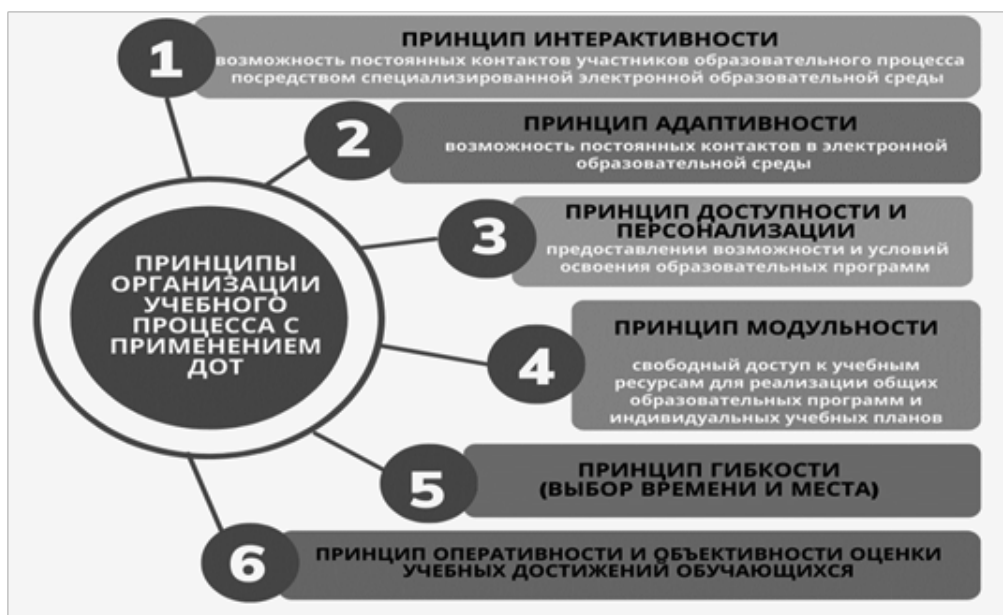 1
ПРИНЦИП ИНТЕРАКТИВНОСТИ
возможность постоянных контактов участников образовательного процесса
посредством специализированной электронной образовательной среды
2
ПРИНЦИП АДАПТИВНОСТИ
возможность постоянных контактов в электронной
образовательной среды
3
ПРИНЦИП ДОСТУПНОСТИ И
ПЕРСОНАЛИЗАЦИИ
предоставлении возможности и условий
освоения образовательных программ
ПРИНЦИПЫ
ОРГАНИЗАЦИИ
УЧЕБНОГО
ПРОЦЕССА С
ПРИМЕНЕНИЕМ
ДОТ
4
ПРИНЦИП МОДУЛЬНОСТИ
свободный доступ к учебным
ресурсам для реализации общих
образовательных программ и
индивидуальных учебных планов
5
ПРИНЦИП ГИБКОСТИ
(ВЫБОР ВРЕМЕНИ И МЕСТА)
6
ПРИНЦИП ОПЕРАТИВНОСТИ И ОБЪЕКТИВНОСТИ ОЦЕНКИ
УЧЕБНЫХ ДОСТИЖЕНИЙ ОБУЧАЮЩИХСЯ